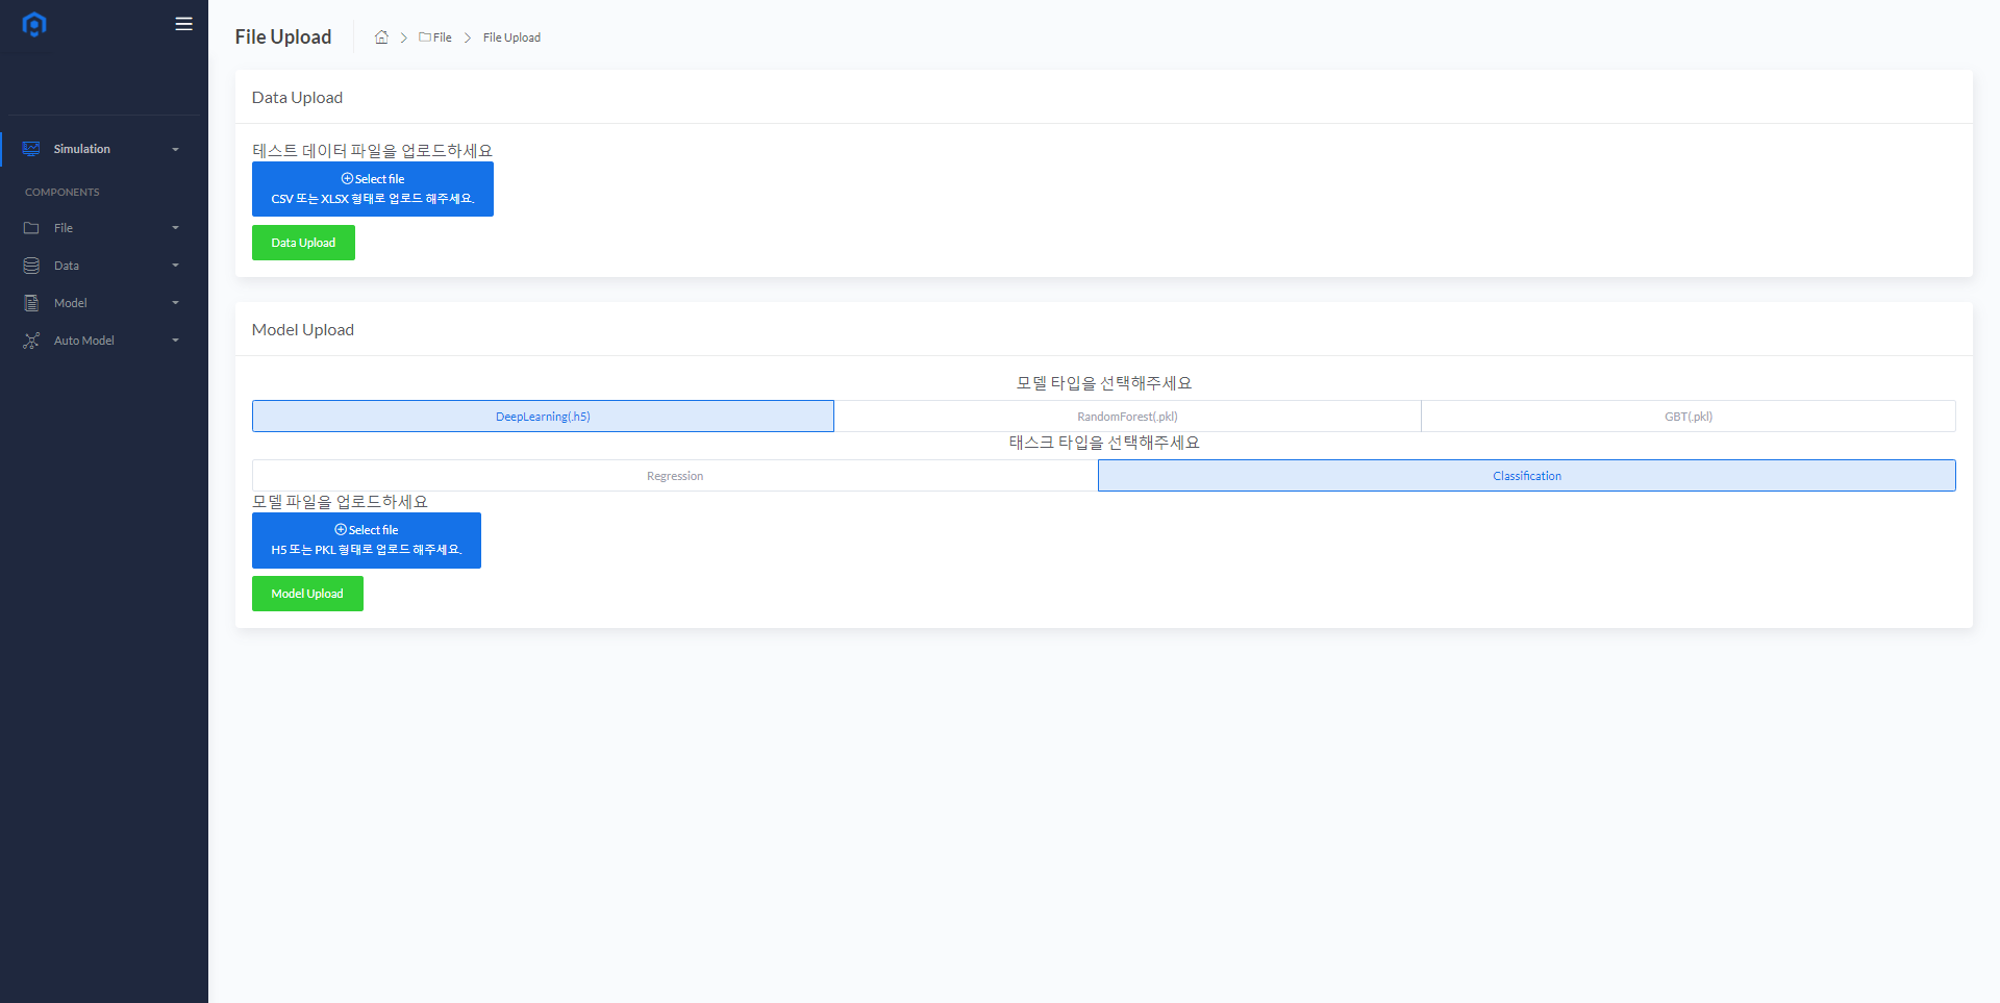 File Upload
File
File Upload
Simulation
COMPONENTS
File
Data
Model
Auto Model
Data Upload
테스트 데이터 파일을 업로드하세요
Select file
CSV 또는 XLSX 형태로 업로드 해주세요.
Data Upload
Model Upload
모델 타입을 선택해주세요
DeepLearning(.h5)
RandomForest(.pkl)
GBT(.pkl)
태스크 타입을 선택해주세요
Regression
Classification
모델 파일을 업로드하세요
Select file
H5 또는 PKL 형태로 업로드 해주세요.
Model Upload